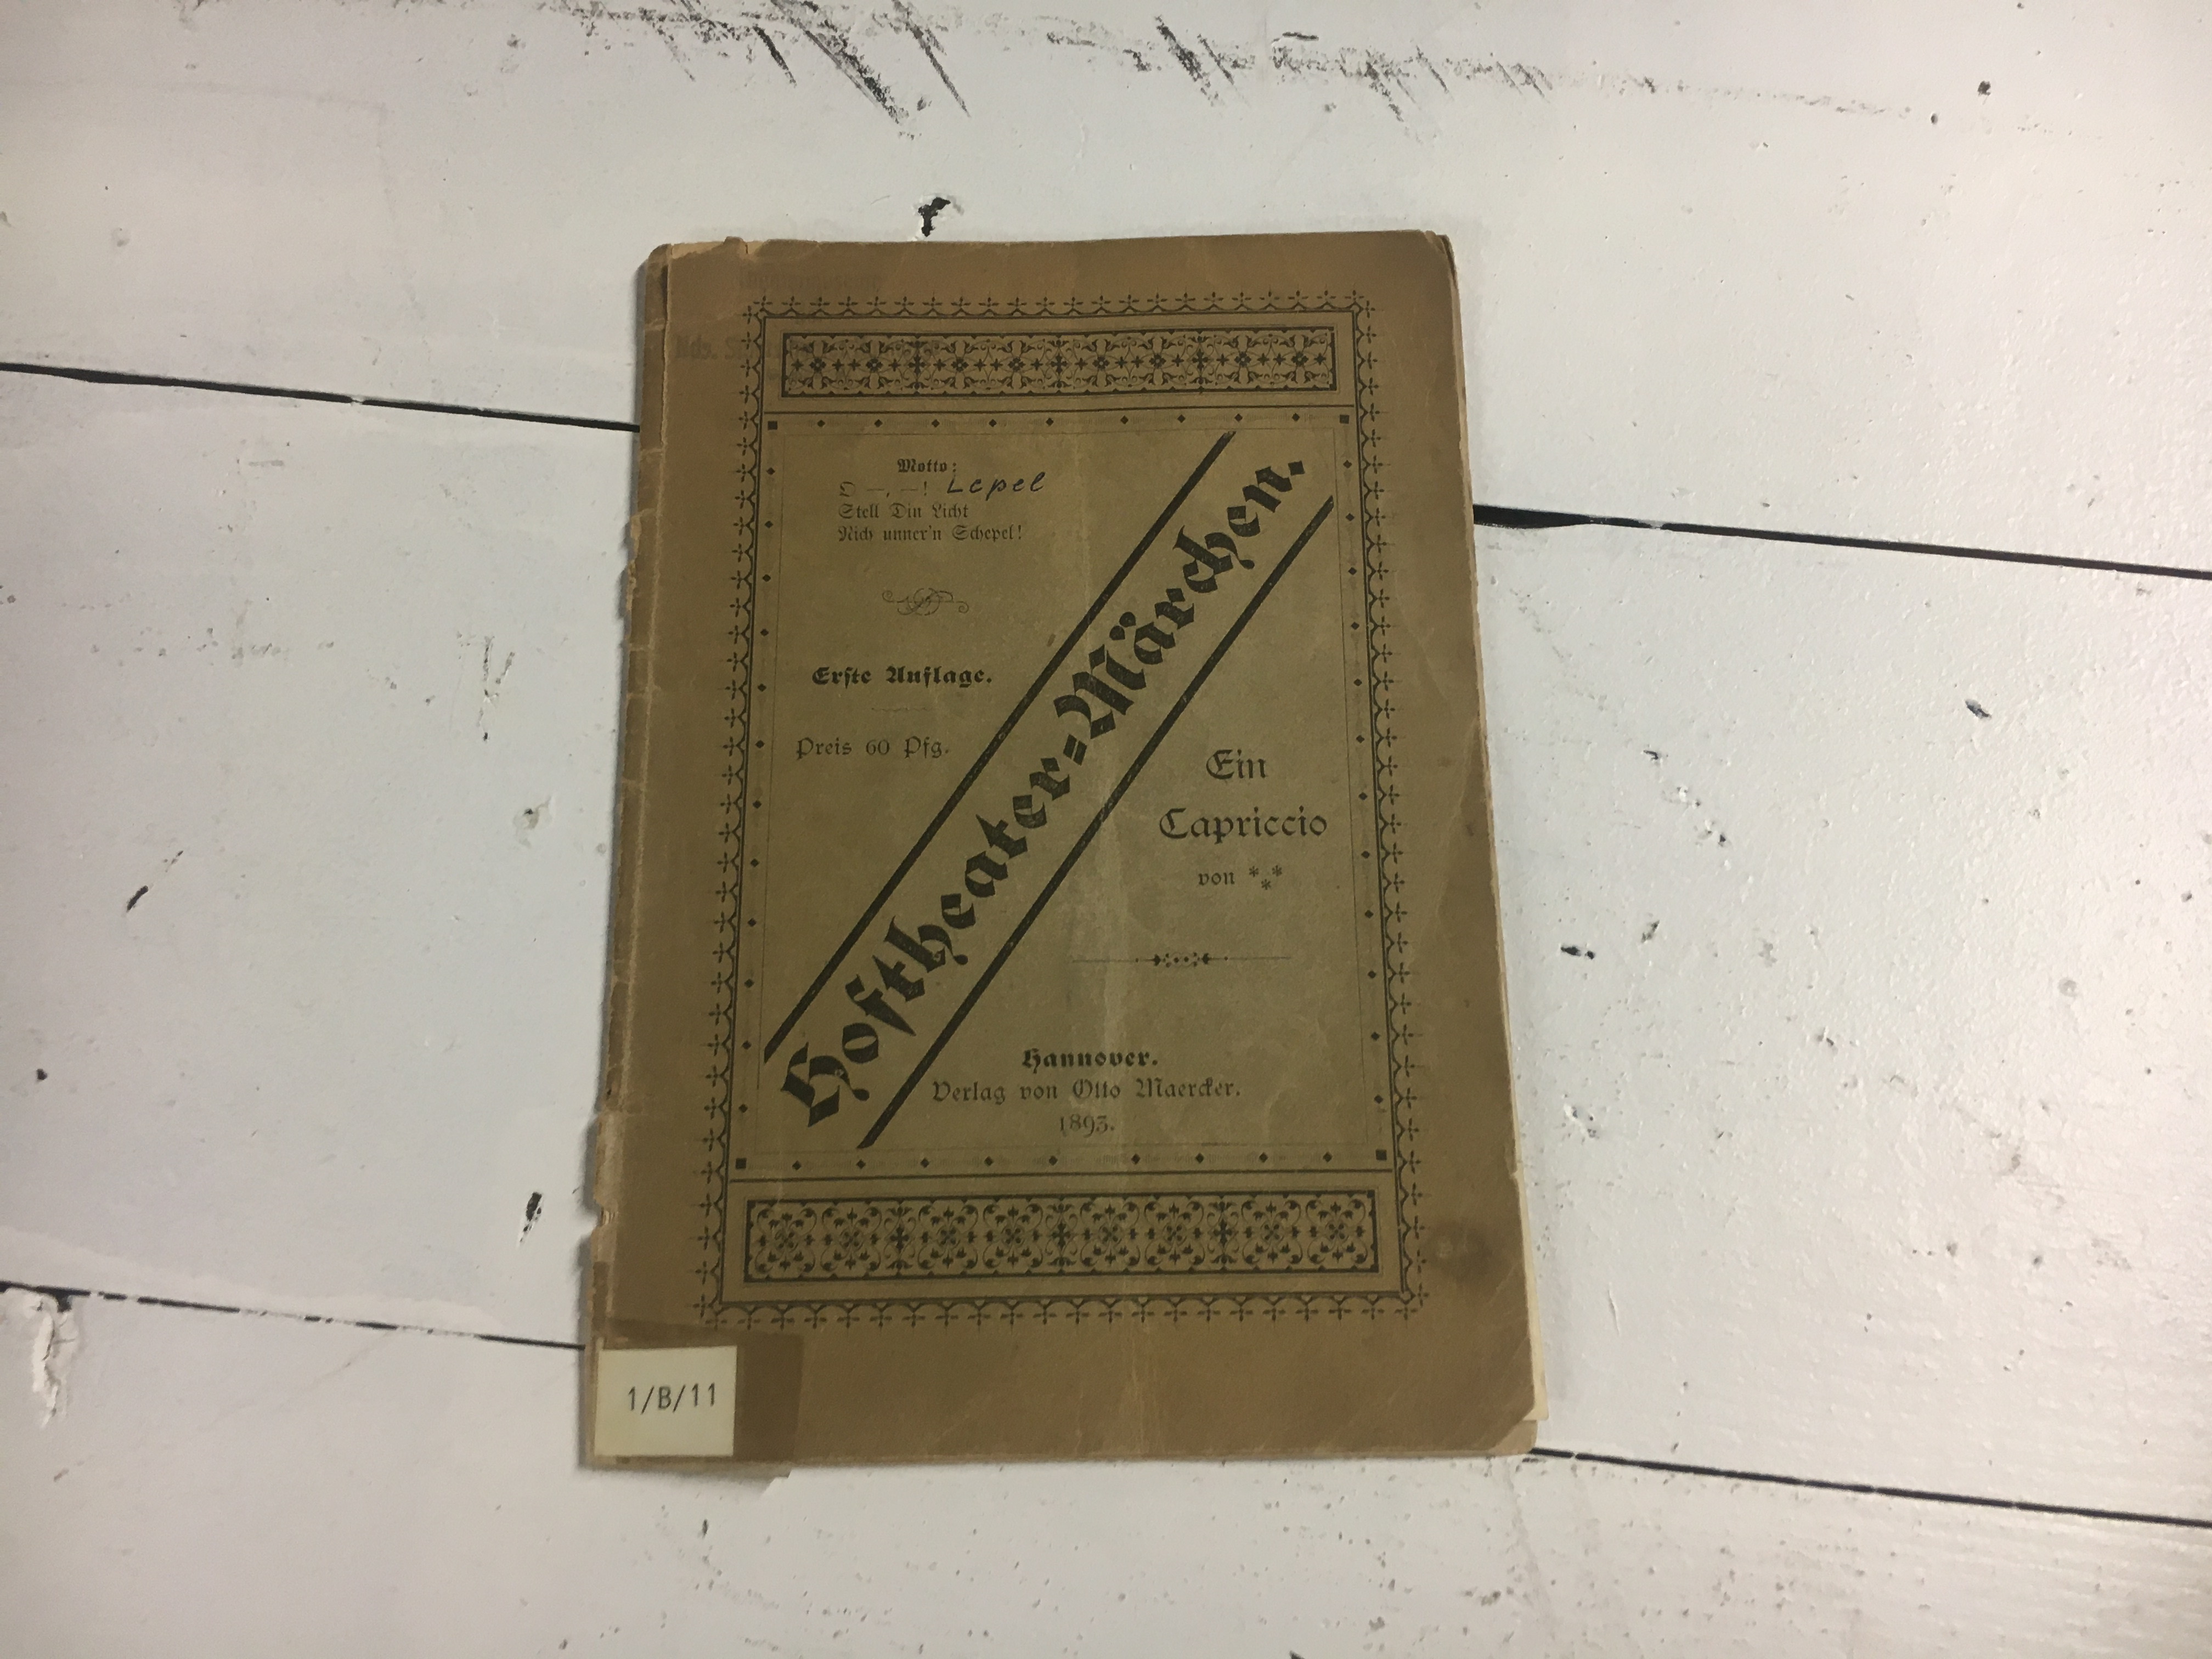 Motto:
O —, —! Lepel
Stell Din Licht
Nich unner'n Schepel!
Erste Auflage.
Preis 60 Pfg.
Hoftheater=Märchen.
Ein
Capriccio
von ***
Hannover.
Verlag von Otto Maercker.
1893.
1/B/11